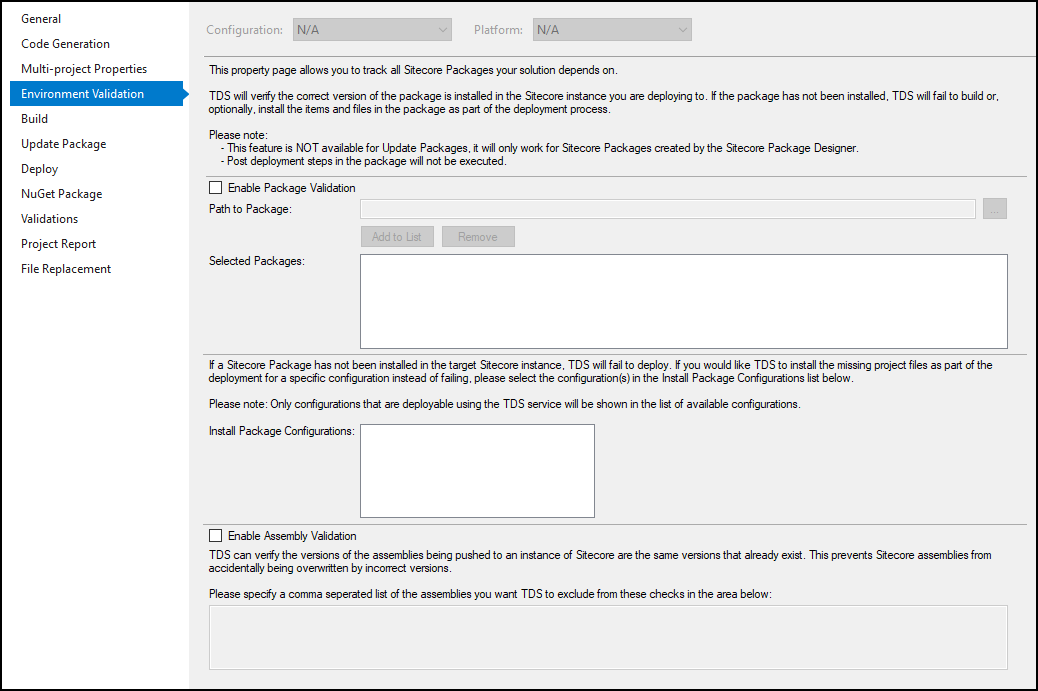 General
Code Generation
Multi-project Properties
Environment Validation
Build
Update Package
Deploy
NuGet Package
Validations
Project Report
File Replacement
Configuration: N/A Platform: N/A
This property page allows you to track all Sitecore Packages your solution depends on.
TDS will verify the correct version of the package is installed in the Sitecore instance you are deploying to. If the package has not been installed, TDS will fail to build or,
optionally, install the items and files in the package as part of the deployment process.
Please note:
- This feature is NOT available for Update Packages, it will only work for Sitecore Packages created by the Sitecore Package Designer.
- Post deployment steps in the package will not be executed.
Enable Package Validation
Path to Package: ...
Add to List Remove
Selected Packages:
If a Sitecore Package has not been installed in the target Sitecore instance, TDS will fail to deploy. If you would like TDS to install the missing project files as part of the
deployment for a specific configuration instead of failing, please select the configuration(s) in the Install Package Configurations list below.
Please note: Only configurations that are deployable using the TDS service will be shown in the list of available configurations.
Install Package Configurations:
Enable Assembly Validation
TDS can verify the versions of the assemblies being pushed to an instance of Sitecore are the same versions that already exist. This prevents Sitecore assemblies from
accidentally being overwritten by incorrect versions.
Please specify a comma seperated list of the assemblies you want TDS to exclude from these checks in the area below: